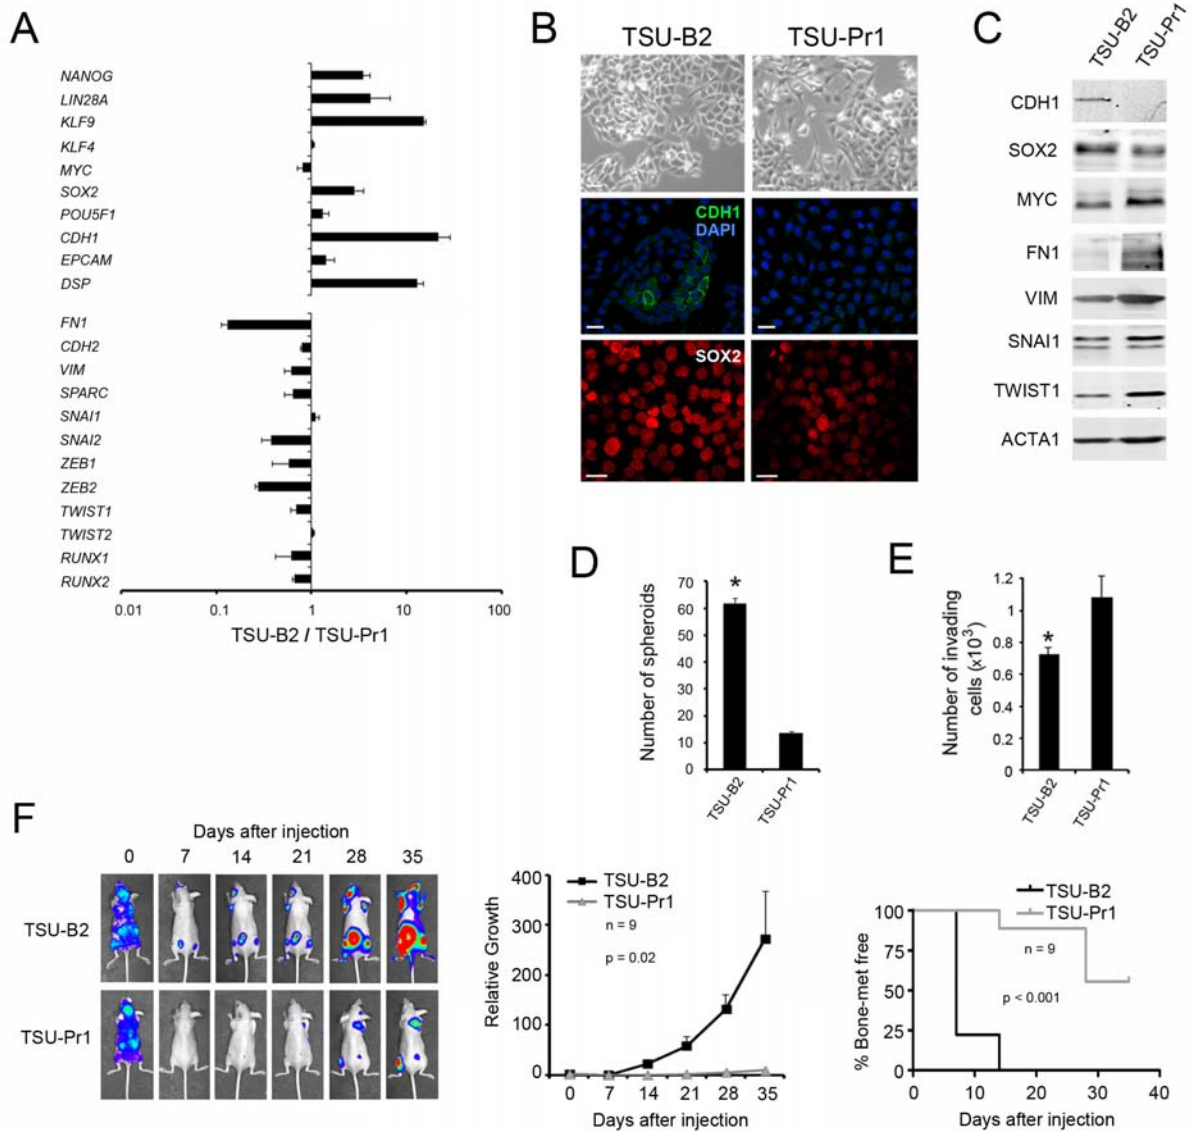 A
NANOG
LIN28A
KLF9
KLF4
MYC
SOX2
POU5F1
CDH1
EPCAM
DSP
FN1
CDH2
VIM
SPARC
SNAI1
SNAI2
ZEB1
ZEB2
TWIST1
TWIST2
RUNX1
RUNX2
0.01 0.1 1 10 100
TSU-B2 / TSU-Pr1
B
TSU-B2 TSU-Pr1
CDH1
DAPI
SOX2
C
TSU-B2 TSU-Pr1
CDH1
SOX2
MYC
FN1
VIM
SNAI1
TWIST1
ACTA1
D
Number of spheroids
70
60
50
40
30
20
10
0
*
TSU-B2 TSU-Pr1
E
Number of invading
cells (x10³)
1.2
1
0.8
0.6
0.4
0.2
0
*
TSU-B2 TSU-Pr1
F
Days after injection
0 7 14 21 28 35
TSU-B2
TSU-Pr1
Relative Growth
400
300
200
100
0
TSU-B2
TSU-Pr1
n = 9
p = 0.02
0 7 14 21 28 35
Days after injection
% Bone-met free
100
75
50
25
0
TSU-B2
TSU-Pr1
n = 9
p < 0.001
0 10 20 30 40
Days after injection